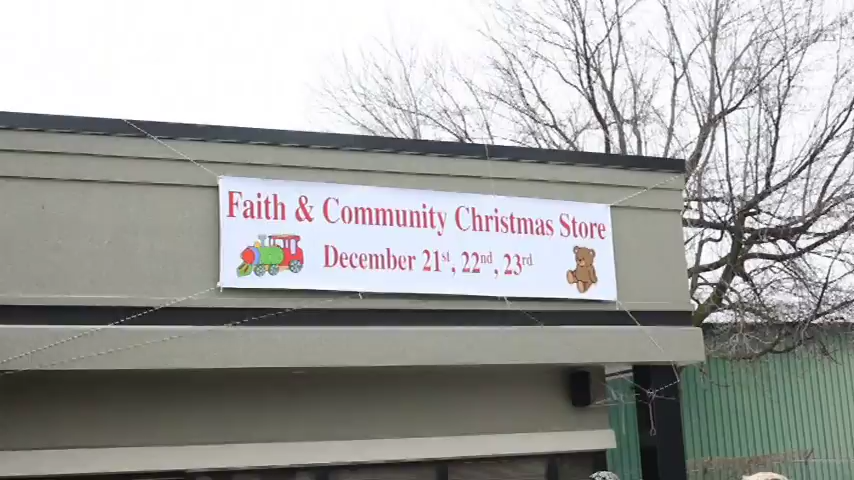 Faith & Community Christmas Store
December 21st, 22nd, 23rd